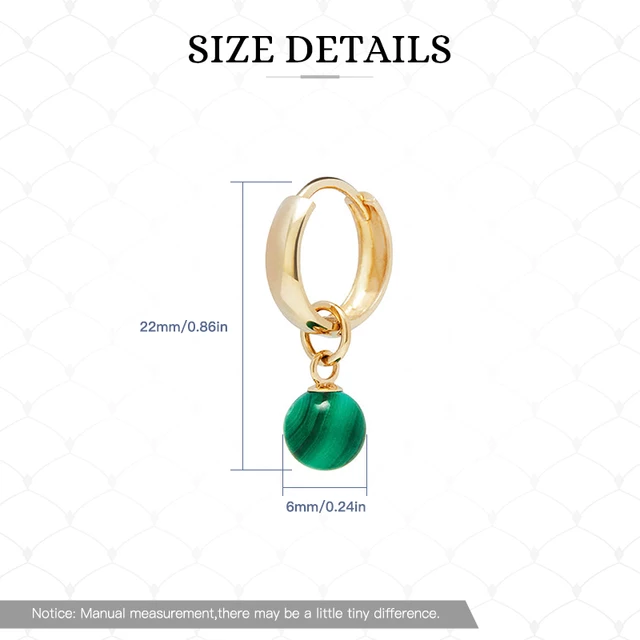 SIZE DETAILS
22mm/0.86in
6mm/0.24in
Notice: Manual measurement,there may be a little tiny difference.